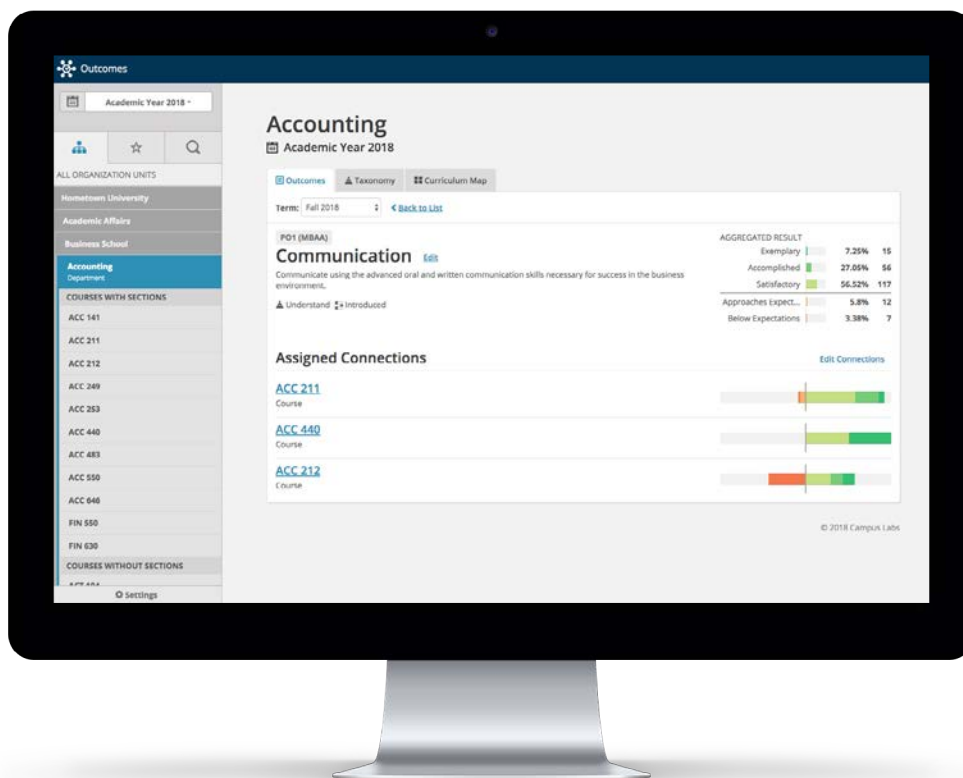 Outcomes
Academic Year 2018
ALL ORGANIZATION UNITS
Hometown University
Academic Affairs
Business School
Accounting
Department
COURSES WITH SECTIONS
ACC 141
ACC 211
ACC 212
ACC 249
ACC 253
ACC 440
ACC 483
ACC 550
ACC 646
FIN 550
FIN 630
COURSES WITHOUT SECTIONS
Settings
Accounting
Academic Year 2018
Outcomes Taxonomy Curriculum Map
Term: Fall 2018 Back to List
PO1 (MBAA)
Communication Edit
Communicate using the advanced oral and written communication skills necessary for success in the business
environment.
Understand Introduced
AGGREGATED RESULT
Exemplary 7.25% 15
Accomplished 27.05% 56
Satisfactory 56.52% 117
Approaches Expect... 5.8% 12
Below Expectations 3.38% 7
Assigned Connections Edit Connections
ACC 211
Course
ACC 440
Course
ACC 212
Course
© 2018 Campus Labs